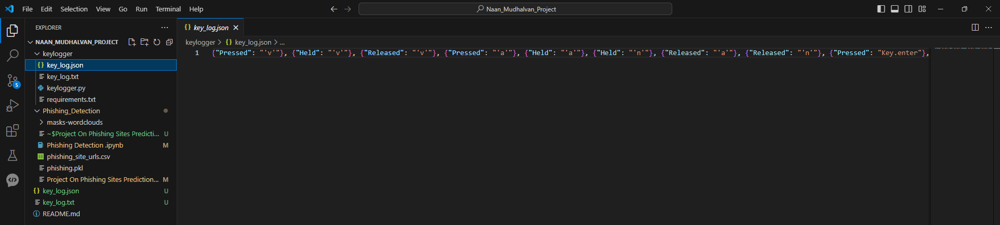 File Edit Selection View Go Run Terminal Help
Naan_Mudhalvan_Project
EXPLORER
NAAN_MUDHALVAN_PROJECT
keylogger
{} key_log.json
key_log.txt
keylogger.py
requirements.txt
Phishing_Detection
masks-wordclouds
~$Project On Phishing Sites Predicti... U
Phishing Detection .ipynb M
phishing_site_urls.csv
phishing.pkl
Project On Phishing Sites Prediction... M
{} key_log.json U
key_log.txt U
README.md
5
{} key_log.json
keylogger > {} key_log.json > ...
1 {"Pressed": "'v'"}, {"Held": "'v'"}, {"Released": "'v'"}, {"Pressed": "'a'"}, {"Held": "'a'"}, {"Held": "'n'"}, {"Released": "'a'"}, {"Released": "'n'"}, {"Pressed": "Key.enter"},